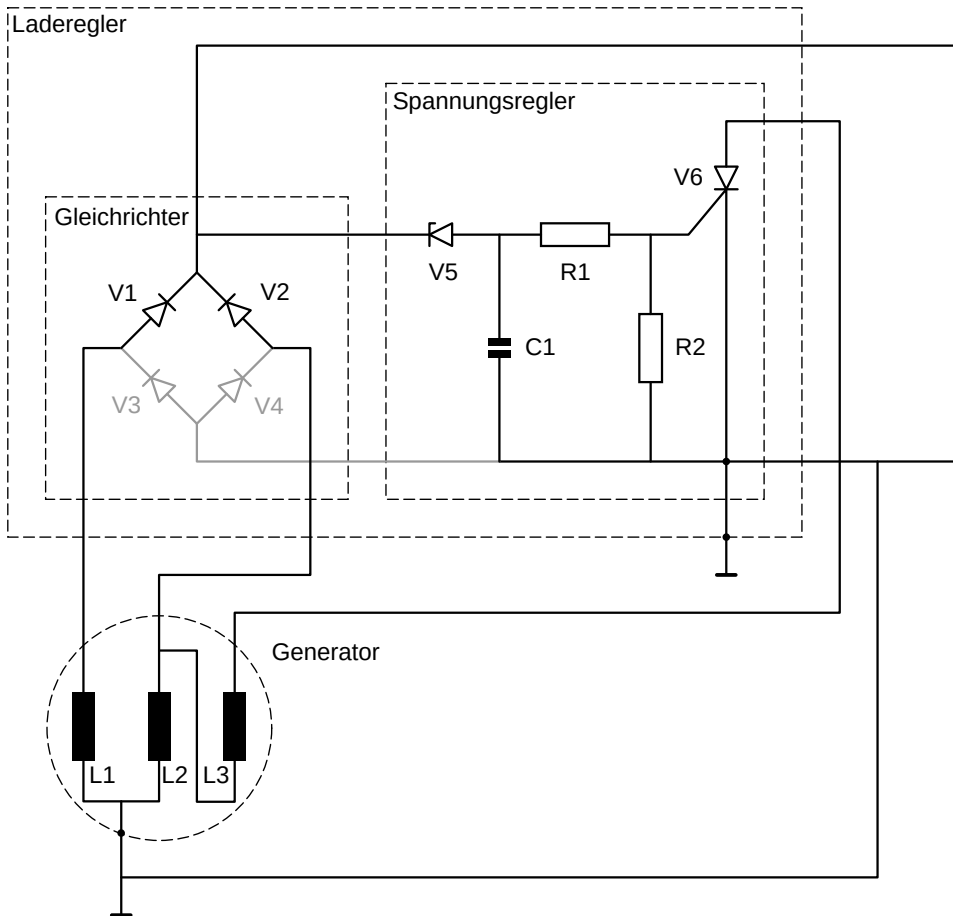 Laderegler
Spannungsregler
V6
Gleichrichter
V5
R1
V1
V2
C1
R2
V3
V4
Generator
L1
L2
L3